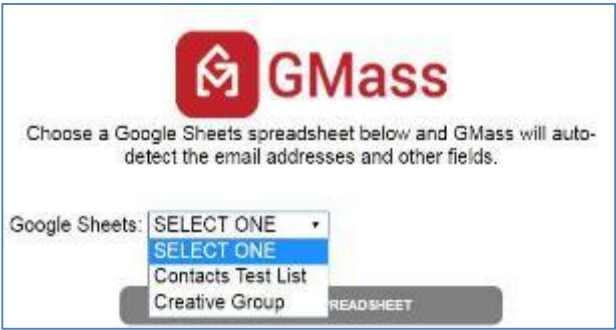 GMass
Choose a Google Sheets spreadsheet below and GMass will auto-
detect the email addresses and other fields.
Google Sheets: SELECT ONE
SELECT ONE
Contacts Test List
Creative Group